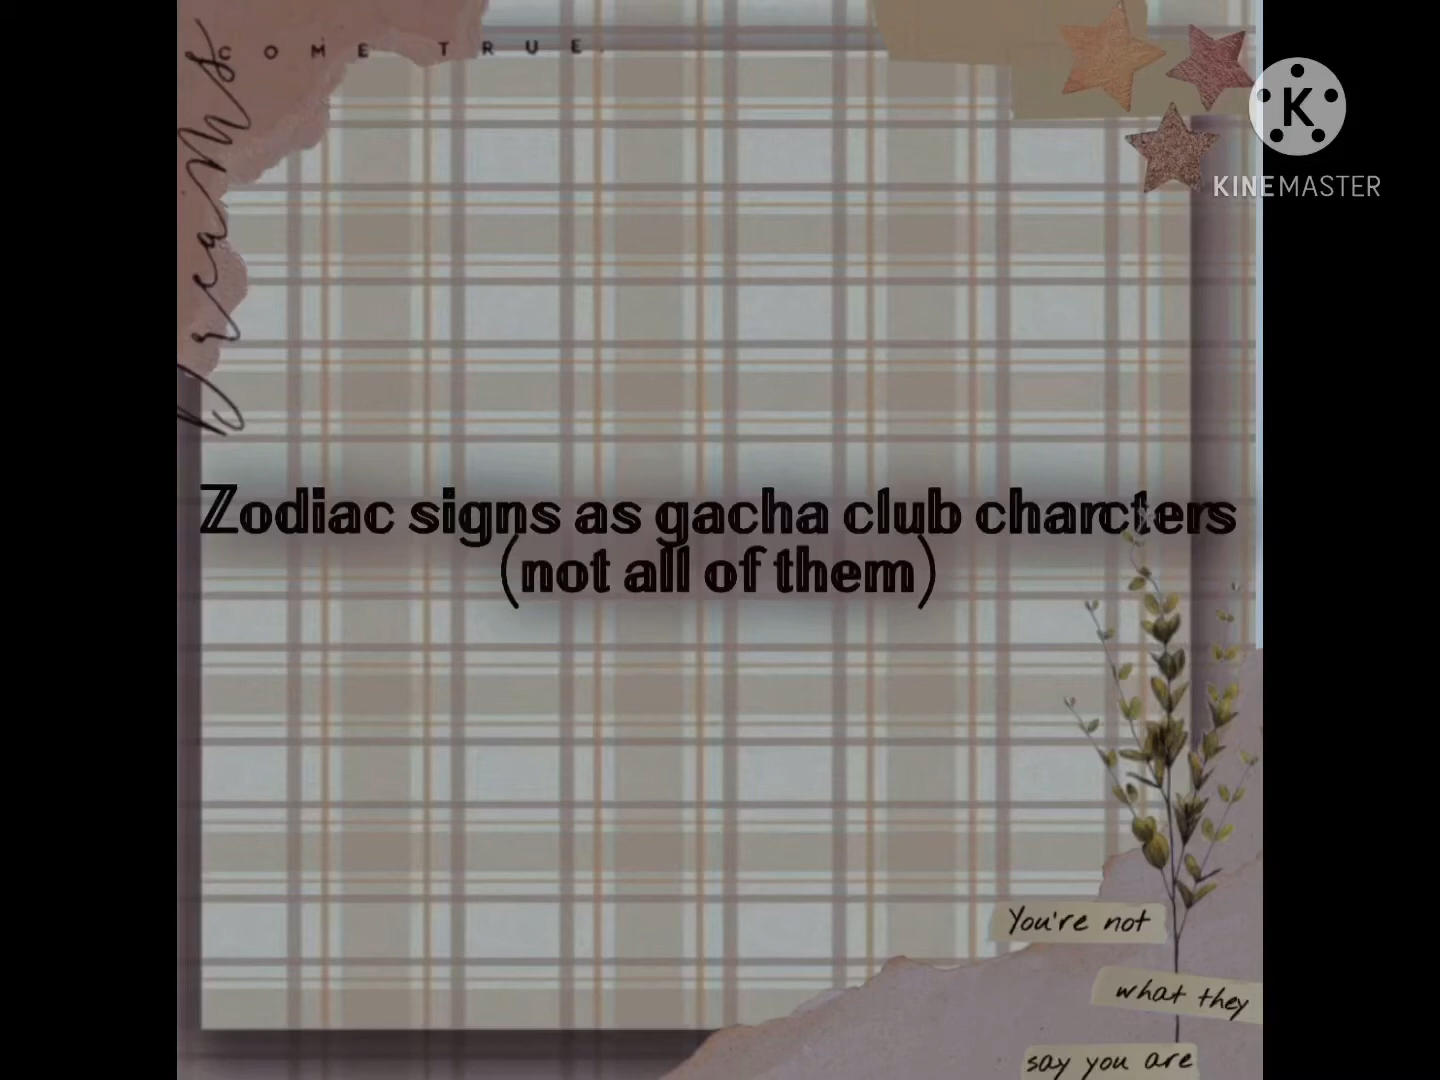 Dreams
COME TRUE.
KINEMASTER
Zodiac signs as gacha club charcters
(not all of them)
You're not
what they
say you are